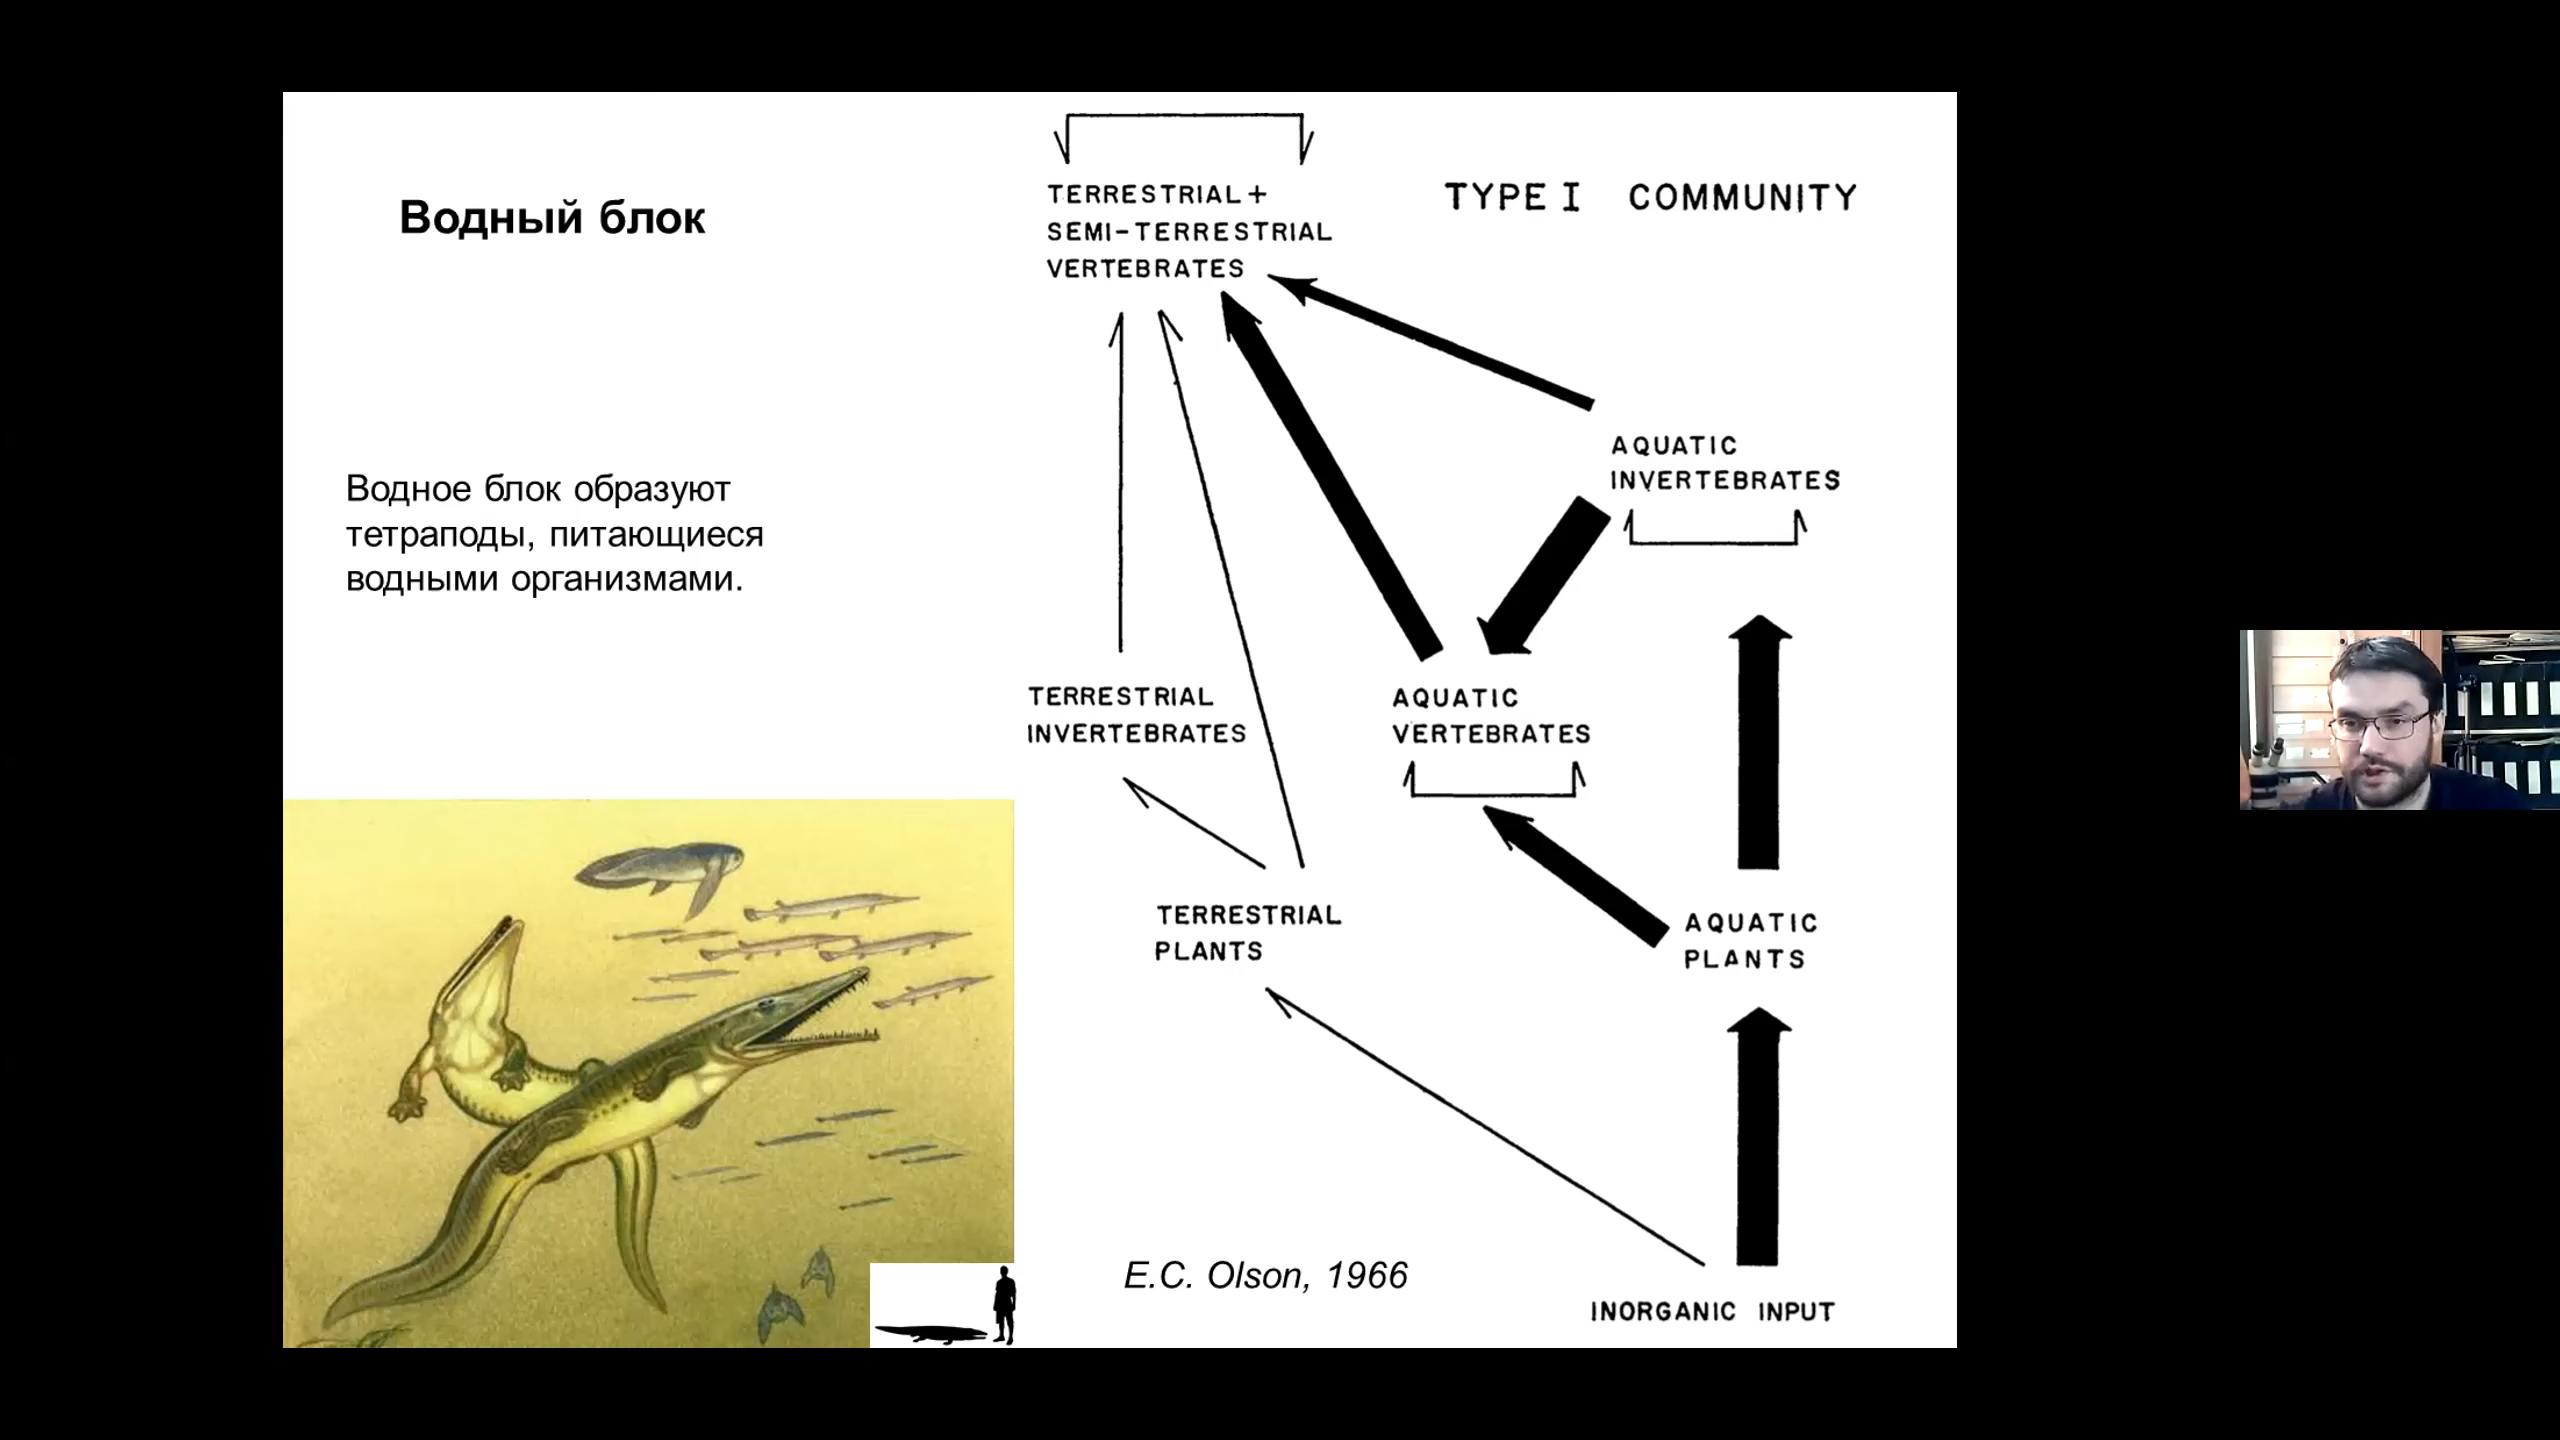 Водный блок
Водное блок образуют
тетраподы, питающиеся
водными организмами.
TYPE I COMMUNITY
TERRESTRIAL +
SEMI-TERRESTRIAL
VERTEBRATES
AQUATIC
INVERTEBRATES
TERRESTRIAL
INVERTEBRATES
AQUATIC
VERTEBRATES
TERRESTRIAL
PLANTS
AQUATIC
PLANTS
E.C. Olson, 1966
INORGANIC INPUT